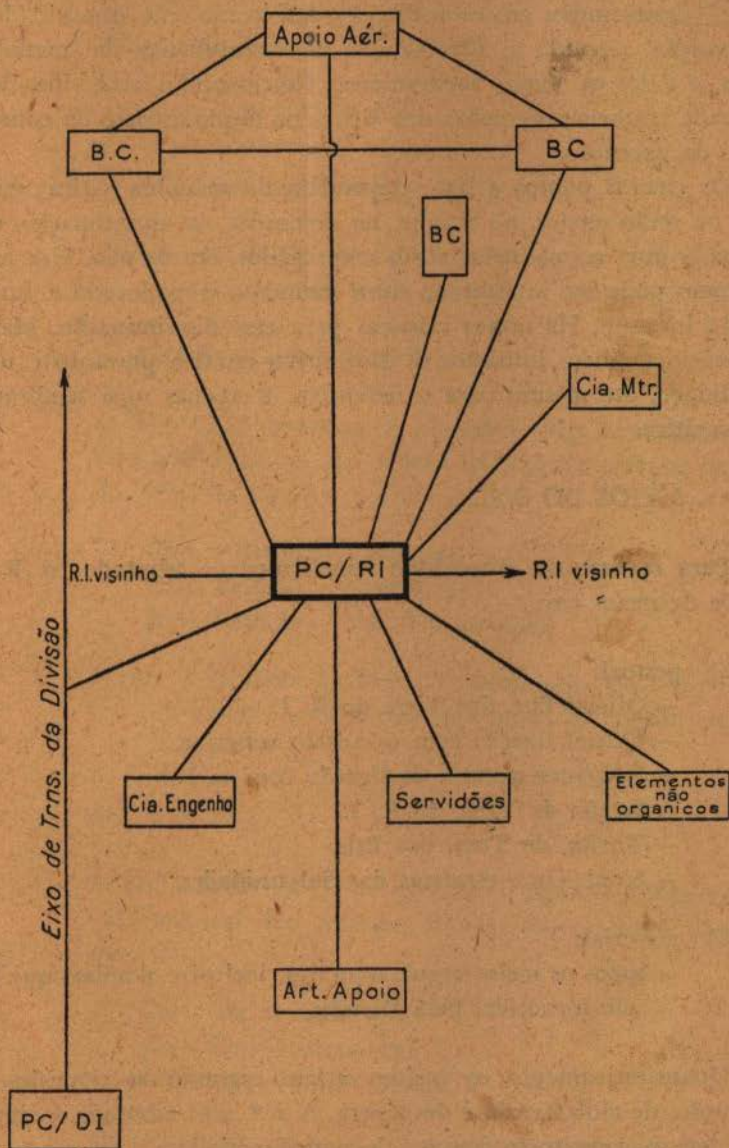 Apoio Aér.
B.C.
BC
BC
Cia. Mtr.
R.I. visinho
PC/RI
R.I visinho
Eixo de Trns. da Divisão
Cia. Engenho
Servidões
Elementos
não
orgânicos
Art. Apoio
PC/DI